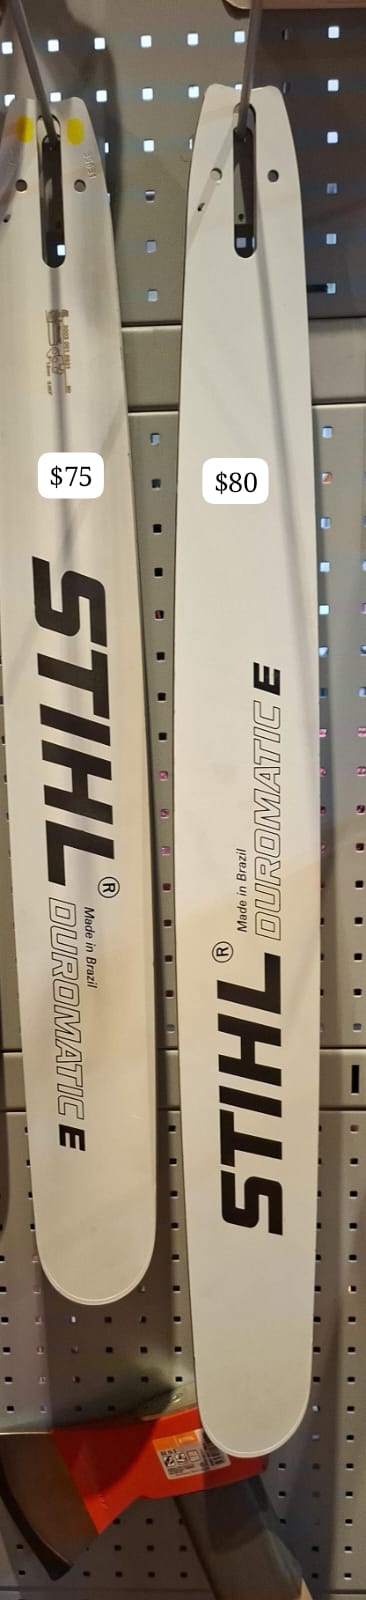 $75
STIHL®
Made in Brazil
DUROMATIC E
$80
STIHL®
Made in Brazil
DUROMATIC E